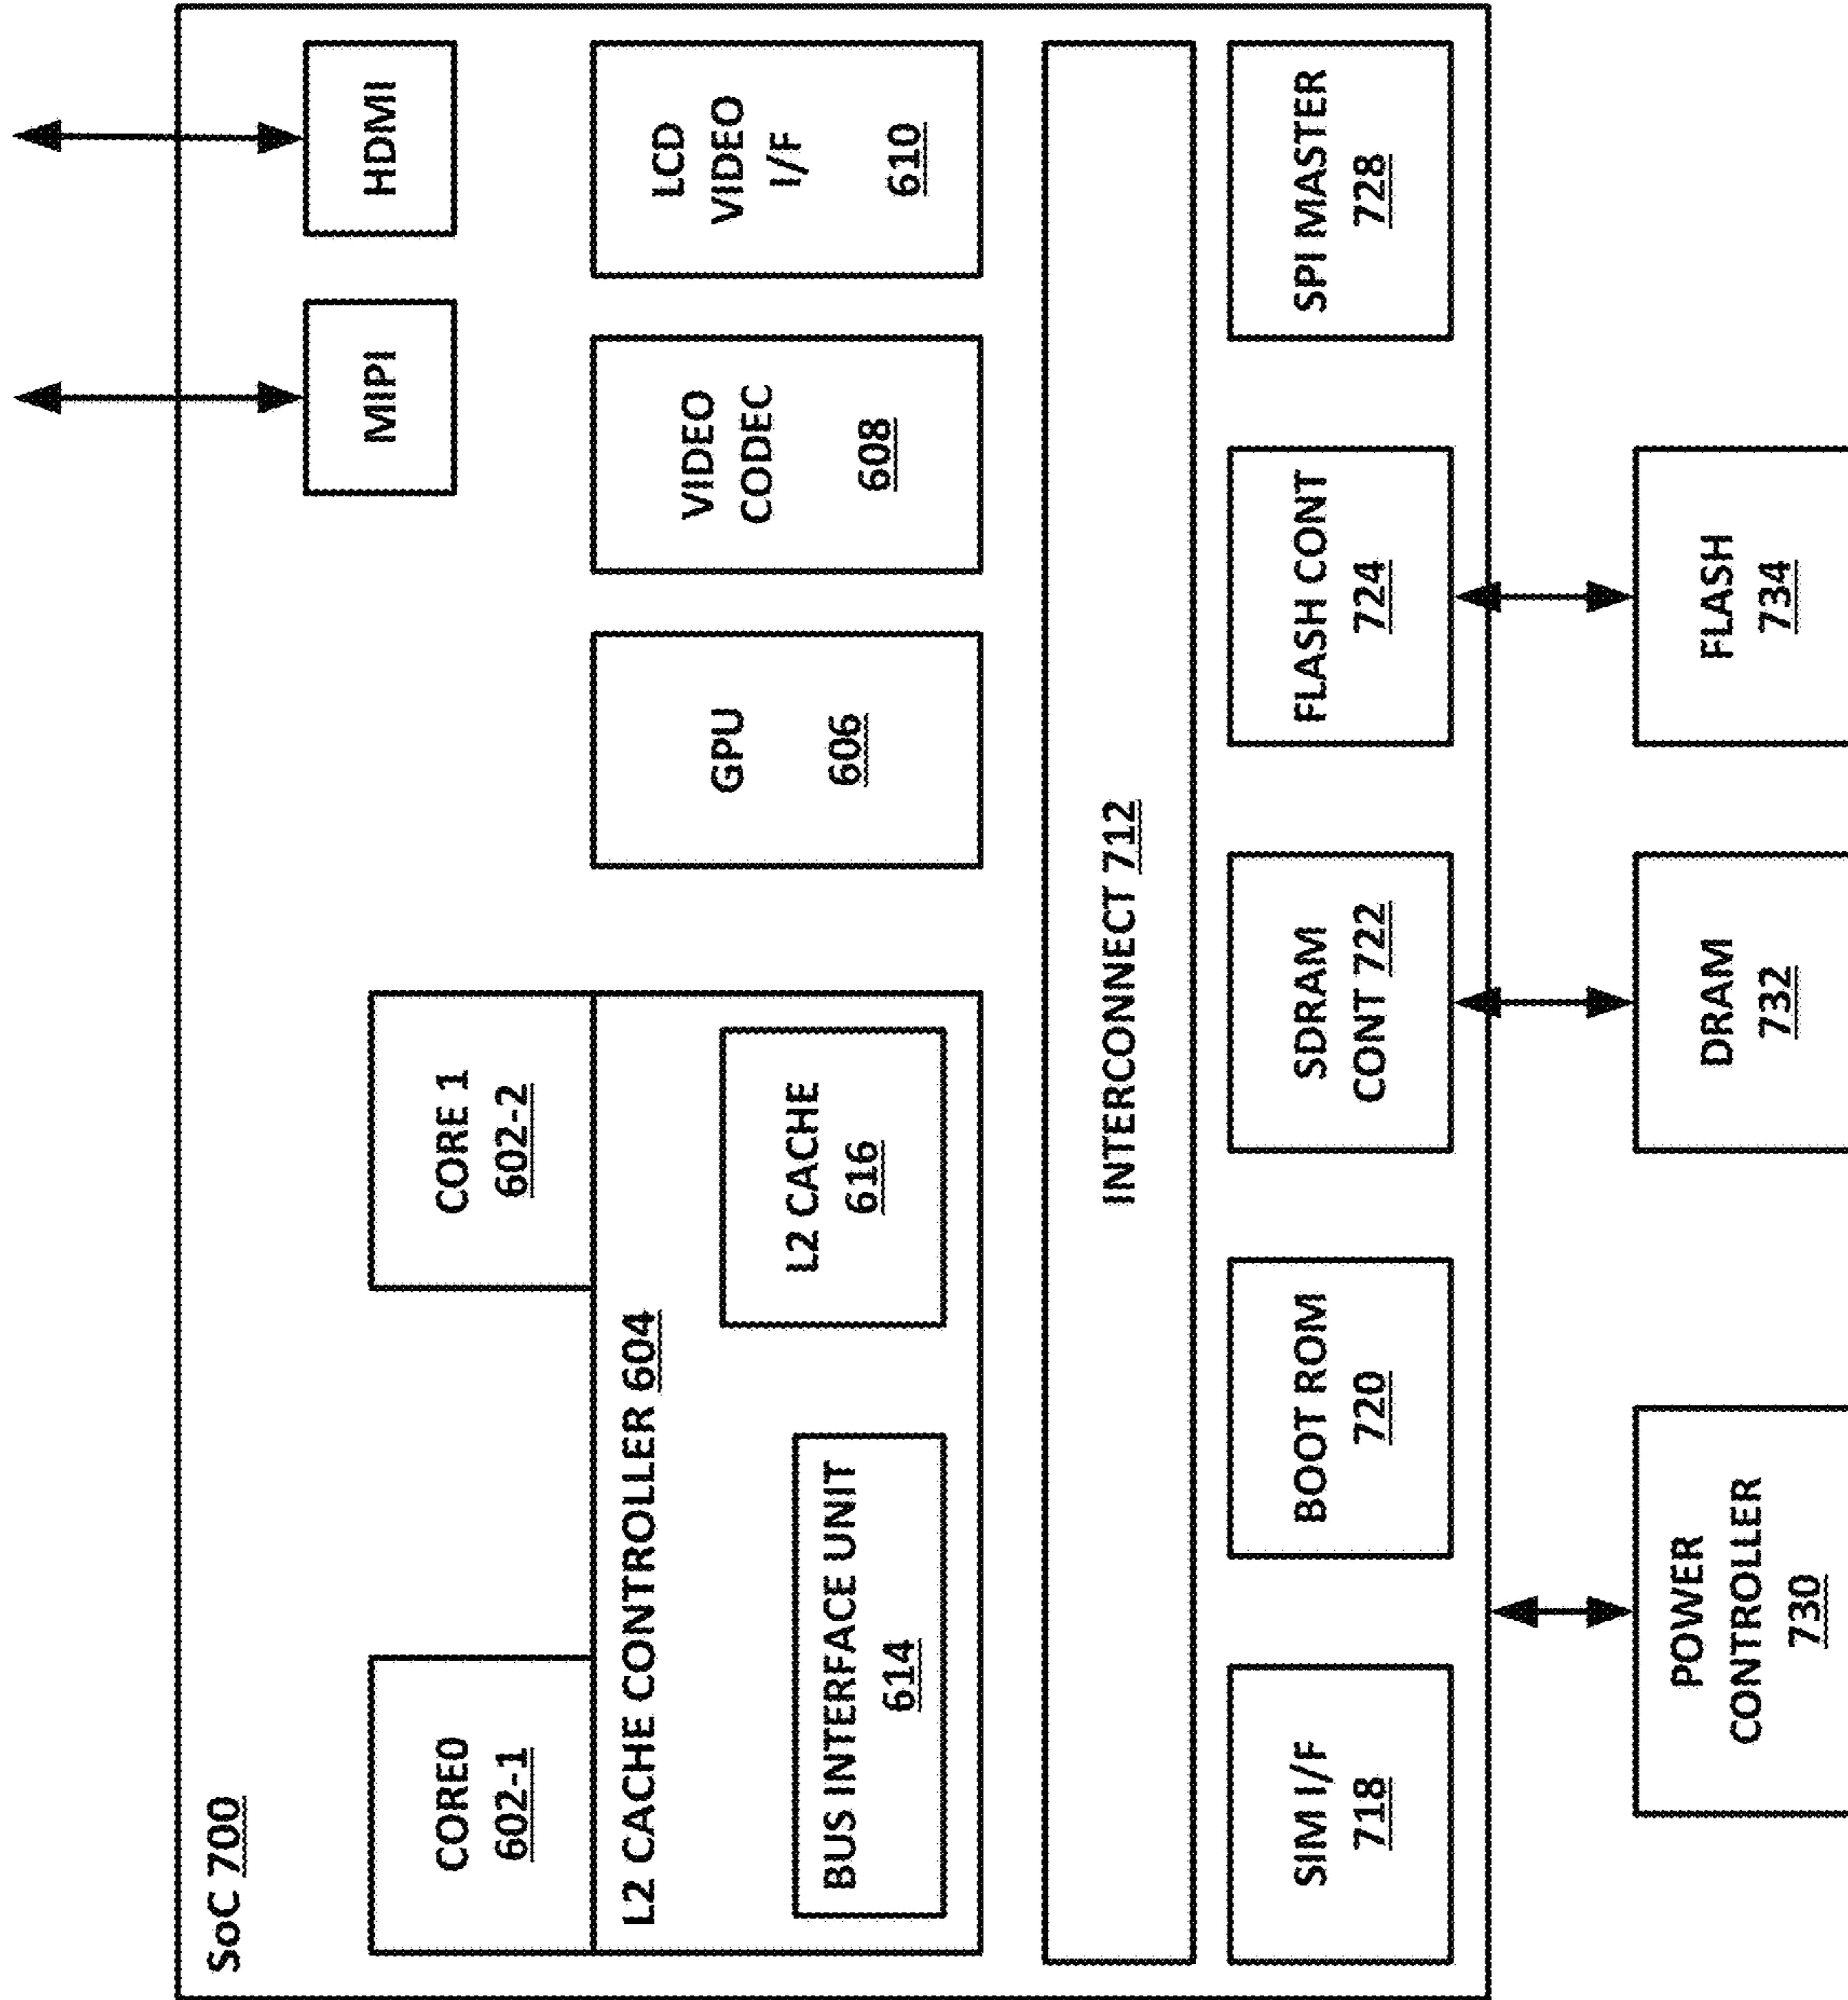 SoC 700
MIPI
HDMI
CORE0
602-1
CORE 1
602-2
L2 CACHE CONTROLLER 604
BUS INTERFACE UNIT
614
L2 CACHE
616
GPU
606
VIDEO
CODEC
608
LCD
VIDEO
I/F
610
INTERCONNECT 712
SIM I/F
718
BOOT ROM
720
SDRAM
CONT 722
FLASH CONT
724
SPI MASTER
728
POWER
CONTROLLER
730
DRAM
732
FLASH
734